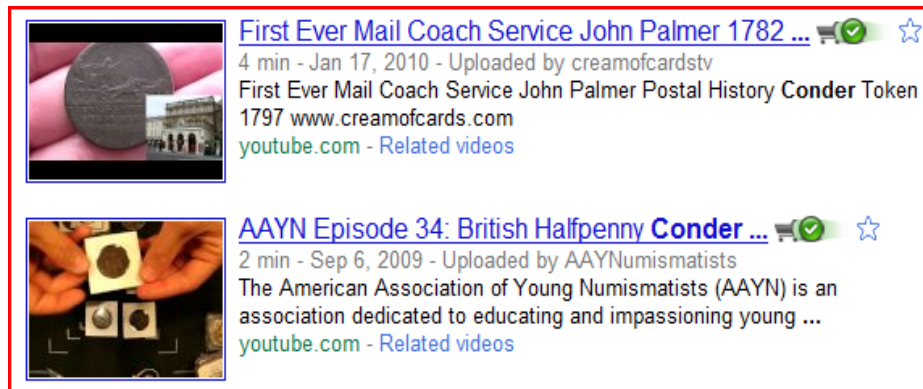 First Ever Mail Coach Service John Palmer 1782 ...
4 min - Jan 17, 2010 - Uploaded by creamofcardstv
First Ever Mail Coach Service John Palmer Postal History Conder Token
1797 www.creamofcards.com
youtube.com - Related videos
AAYN Episode 34: British Halfpenny Conder ...
2 min - Sep 6, 2009 - Uploaded by AAYNumismatists
The American Association of Young Numismatists (AAYN) is an
association dedicated to educating and impassioning young ...
youtube.com - Related videos